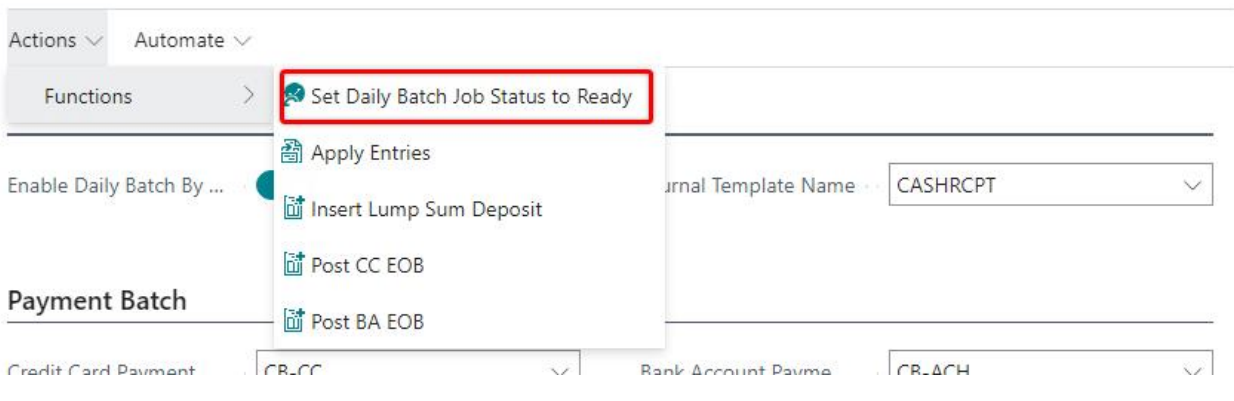 Actions Automate
Functions
Set Daily Batch Job Status to Ready
Apply Entries
Enable Daily Batch By ... urnal Template Name CASHRCPT
Insert Lump Sum Deposit
Post CC EOB
Payment Batch
Post BA EOB
Credit Card Payment CB-CC Bank Account Payme CB-ACH